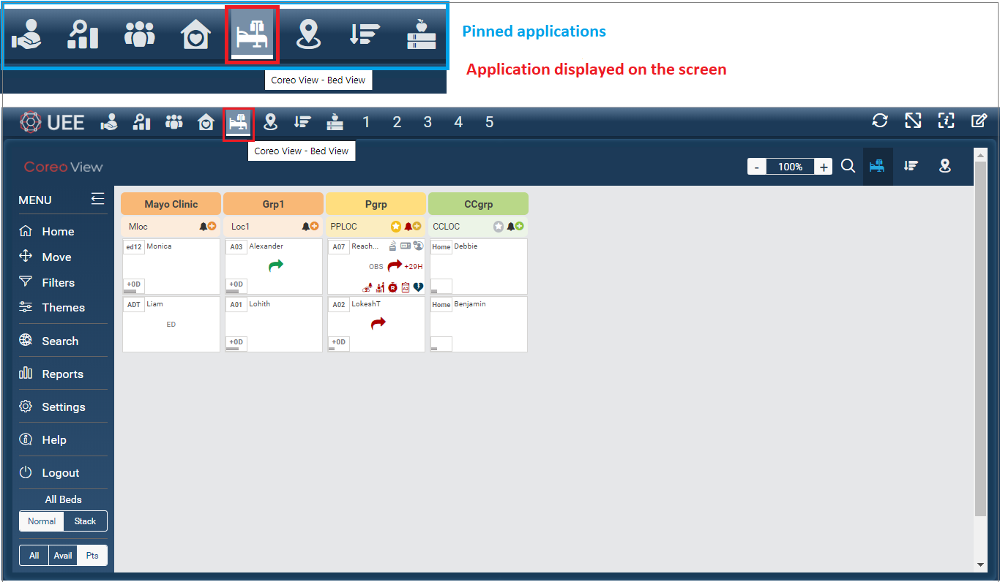 Pinned applications
Application displayed on the screen
Coreo View - Bed View
UEE 1 2 3 4 5
Coreo View - Bed View
Coreo View
- 100% +
MENU
Home
Move
Filters
Themes
Search
Reports
Settings
Help
Logout
All Beds
Normal Stack
All Avail Pts
Mayo Clinic Grp1 Pgrp CCgrp
Mloc Loc1 PPLOC CCLOC
ed12 Monica A03 Alexander A07 Reach... Home Debbie
OBS +29H
R A2
+0D +0D
ADT Liam A01 Lohith A02 LokeshT Home Benjamin
ED
+0D +0D